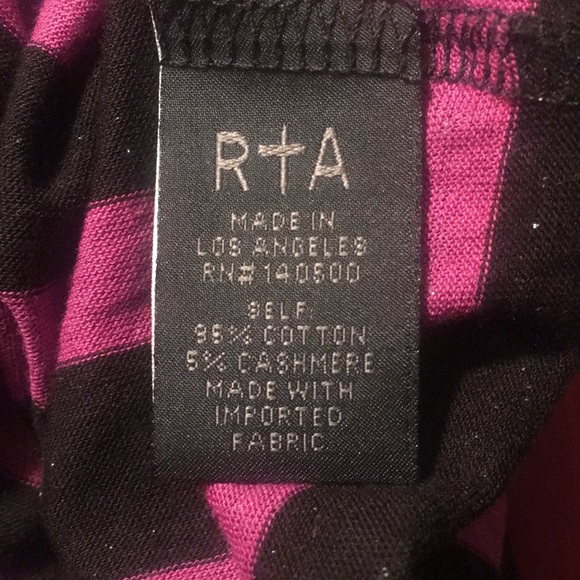 R†A
MADE IN
LOS ANGELES
RN# 140500
SELF:
95% COTTON
5% CASHMERE
MADE WITH
IMPORTED
FABRIC